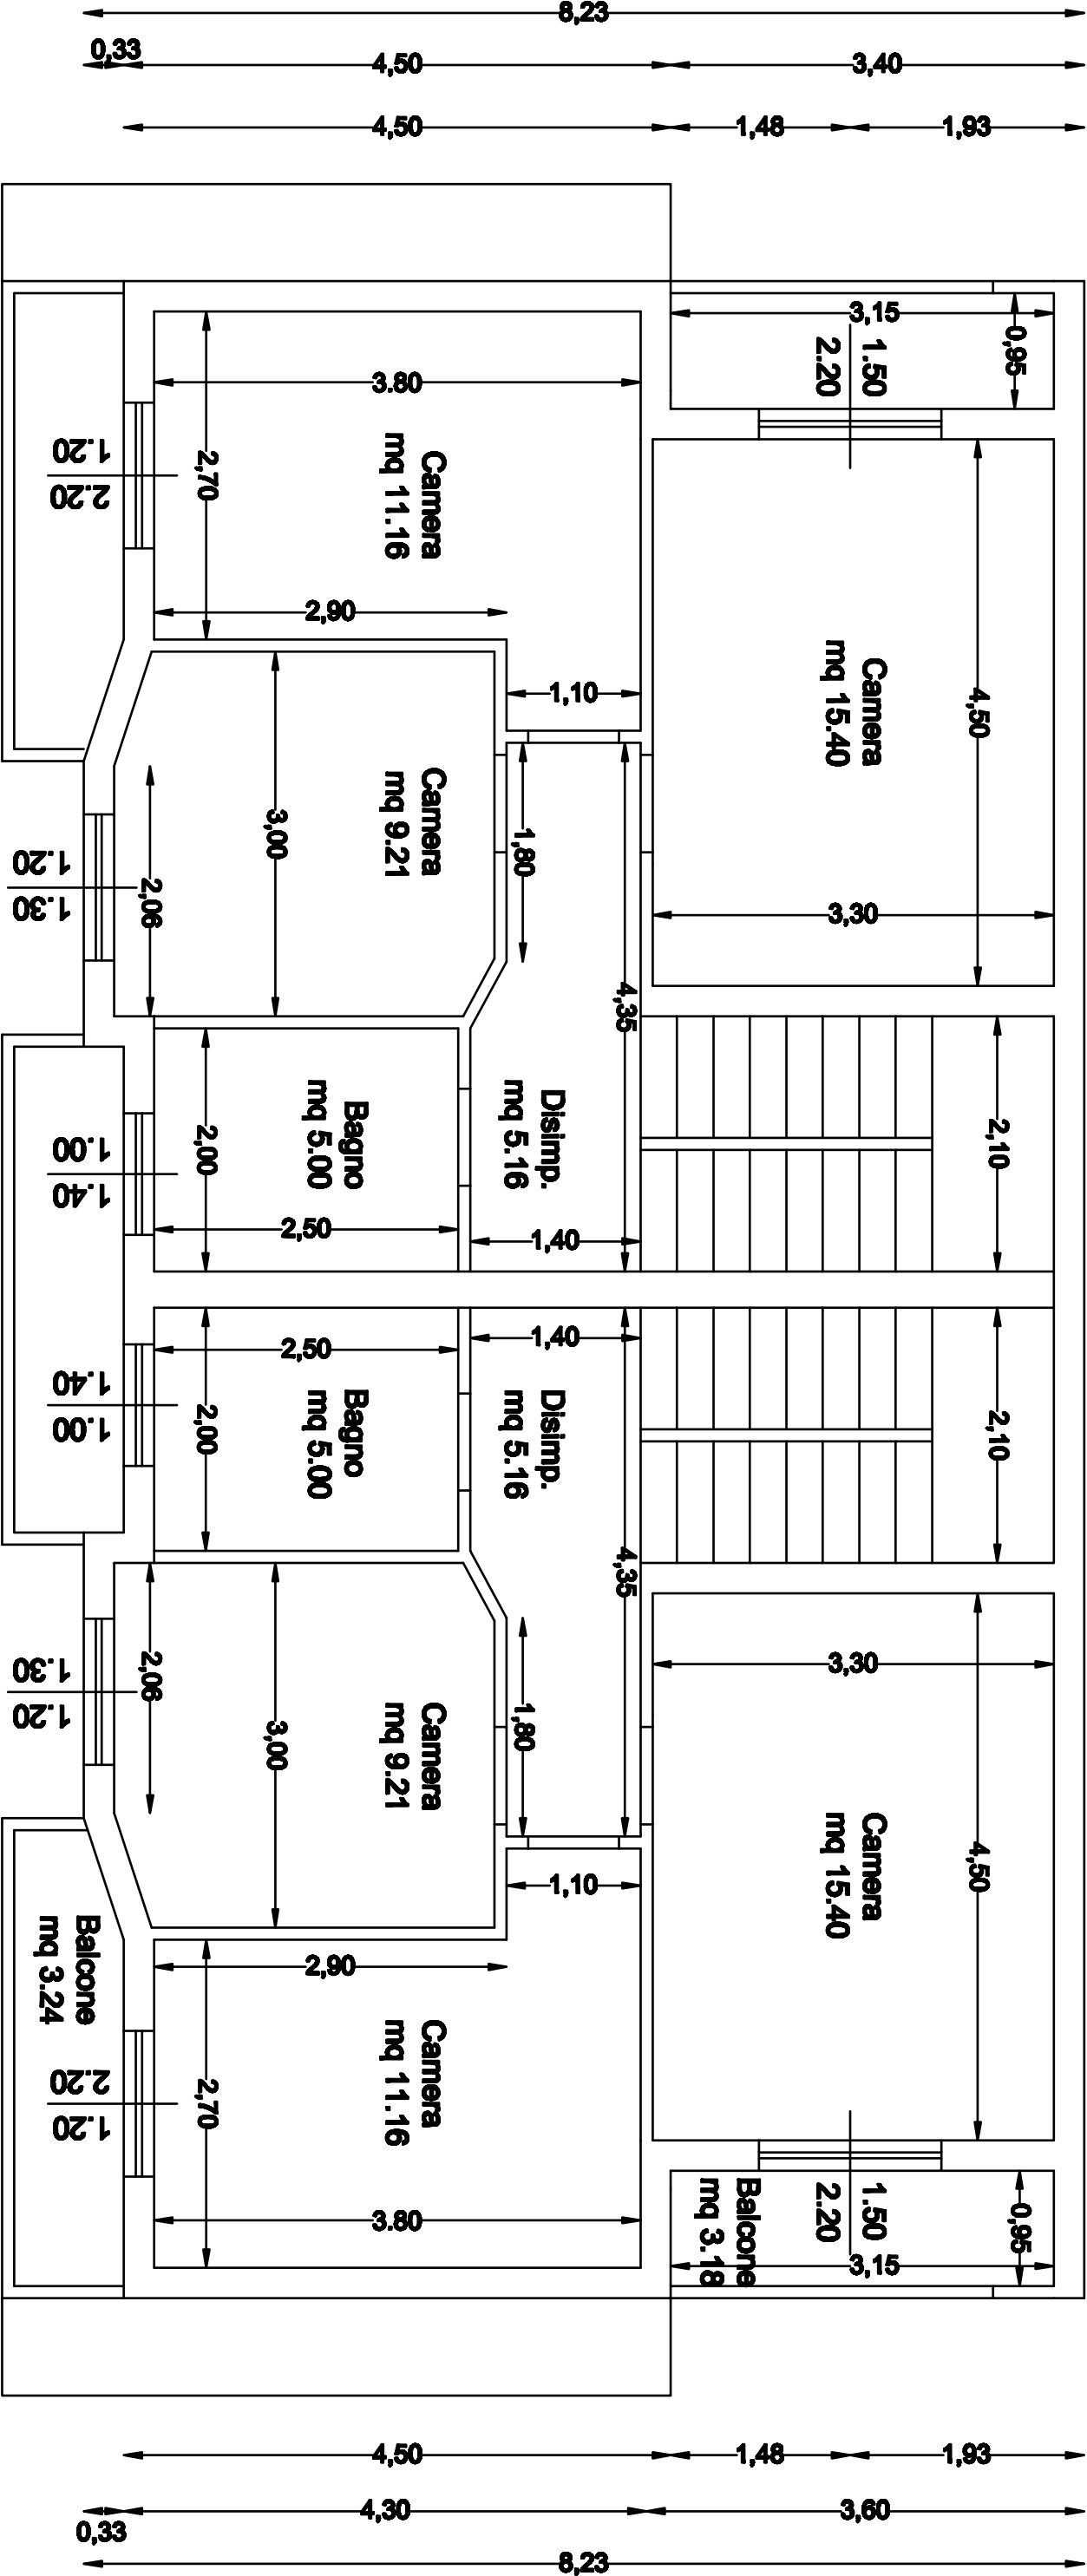 8,23
0,33
4,50
3,40
4,50
1,48
1,93
3,15
0,95
1.50
2.20
3.80
2,70
Camera
mq 11.16
1.20
2.20
2,90
1,10
Camera
mq 15.40
4,50
3,30
Camera
mq 9.21
3,00
2,06
1.20
1.30
1,80
4,35
Disimp.
mq 5.16
1,40
Bagno
mq 5.00
2,00
2,50
1.00
1.40
2,10
2,10
1,40
2,50
Disimp.
mq 5.16
Bagno
mq 5.00
2,00
1.40
1.00
4,35
1,80
3,30
Camera
mq 9.21
3,00
2,06
1.30
1.20
Camera
mq 15.40
4,50
1,10
2,90
Balcone
mq 3.24
2.20
1.20
Camera
mq 11.16
2,70
3.80
Balcone
mq 3.18
1.50
2.20
0,95
3,15
4,50
1,48
1,93
0,33
4,30
3,60
8,23